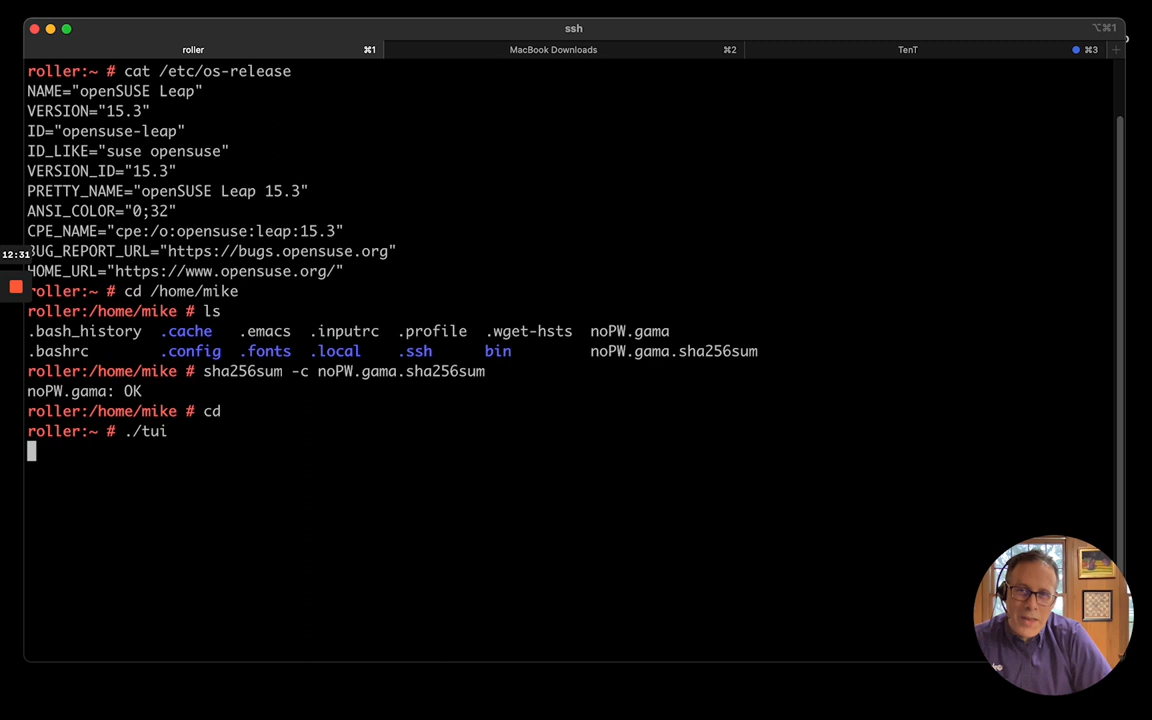 ssh
⌥⌘1
roller ⌘1 MacBook Downloads ⌘2 TenT ⌘3 +
roller:~ # cat /etc/os-release
NAME="openSUSE Leap"
VERSION="15.3"
ID="opensuse-leap"
ID_LIKE="suse opensuse"
VERSION_ID="15.3"
PRETTY_NAME="openSUSE Leap 15.3"
ANSI_COLOR="0;32"
CPE_NAME="cpe:/o:opensuse:leap:15.3"
12:31
BUG_REPORT_URL="https://bugs.opensuse.org"
HOME_URL="https://www.opensuse.org/"
roller:~ # cd /home/mike
roller:/home/mike # ls
.bash_history .cache .emacs .inputrc .profile .wget-hsts noPW.gama
.bashrc .config .fonts .local .ssh bin noPW.gama.sha256sum
roller:/home/mike # sha256sum -c noPW.gama.sha256sum
noPW.gama: OK
roller:/home/mike # cd
roller:~ # ./tui